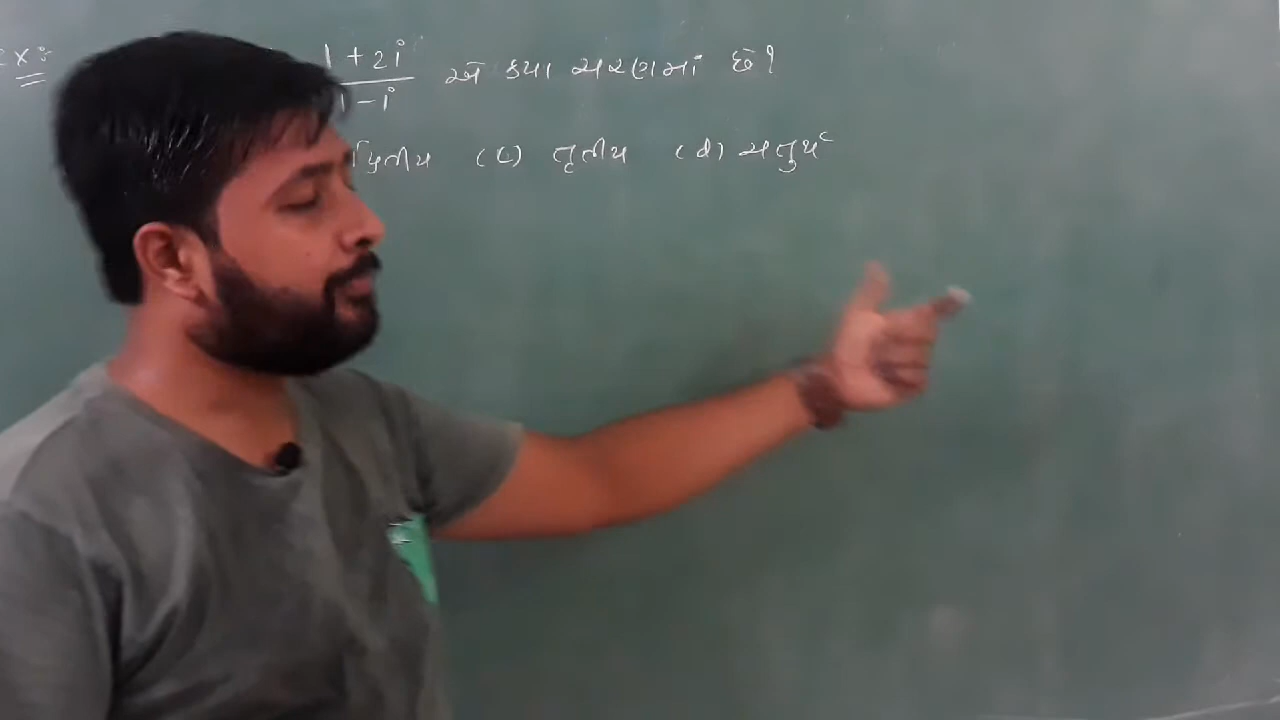 Ex:
1 + 2i / 1 - i એ કયા ચરણમાં છે?
દ્વિતીય (C) તૃતીય (d) ચતુર્થ